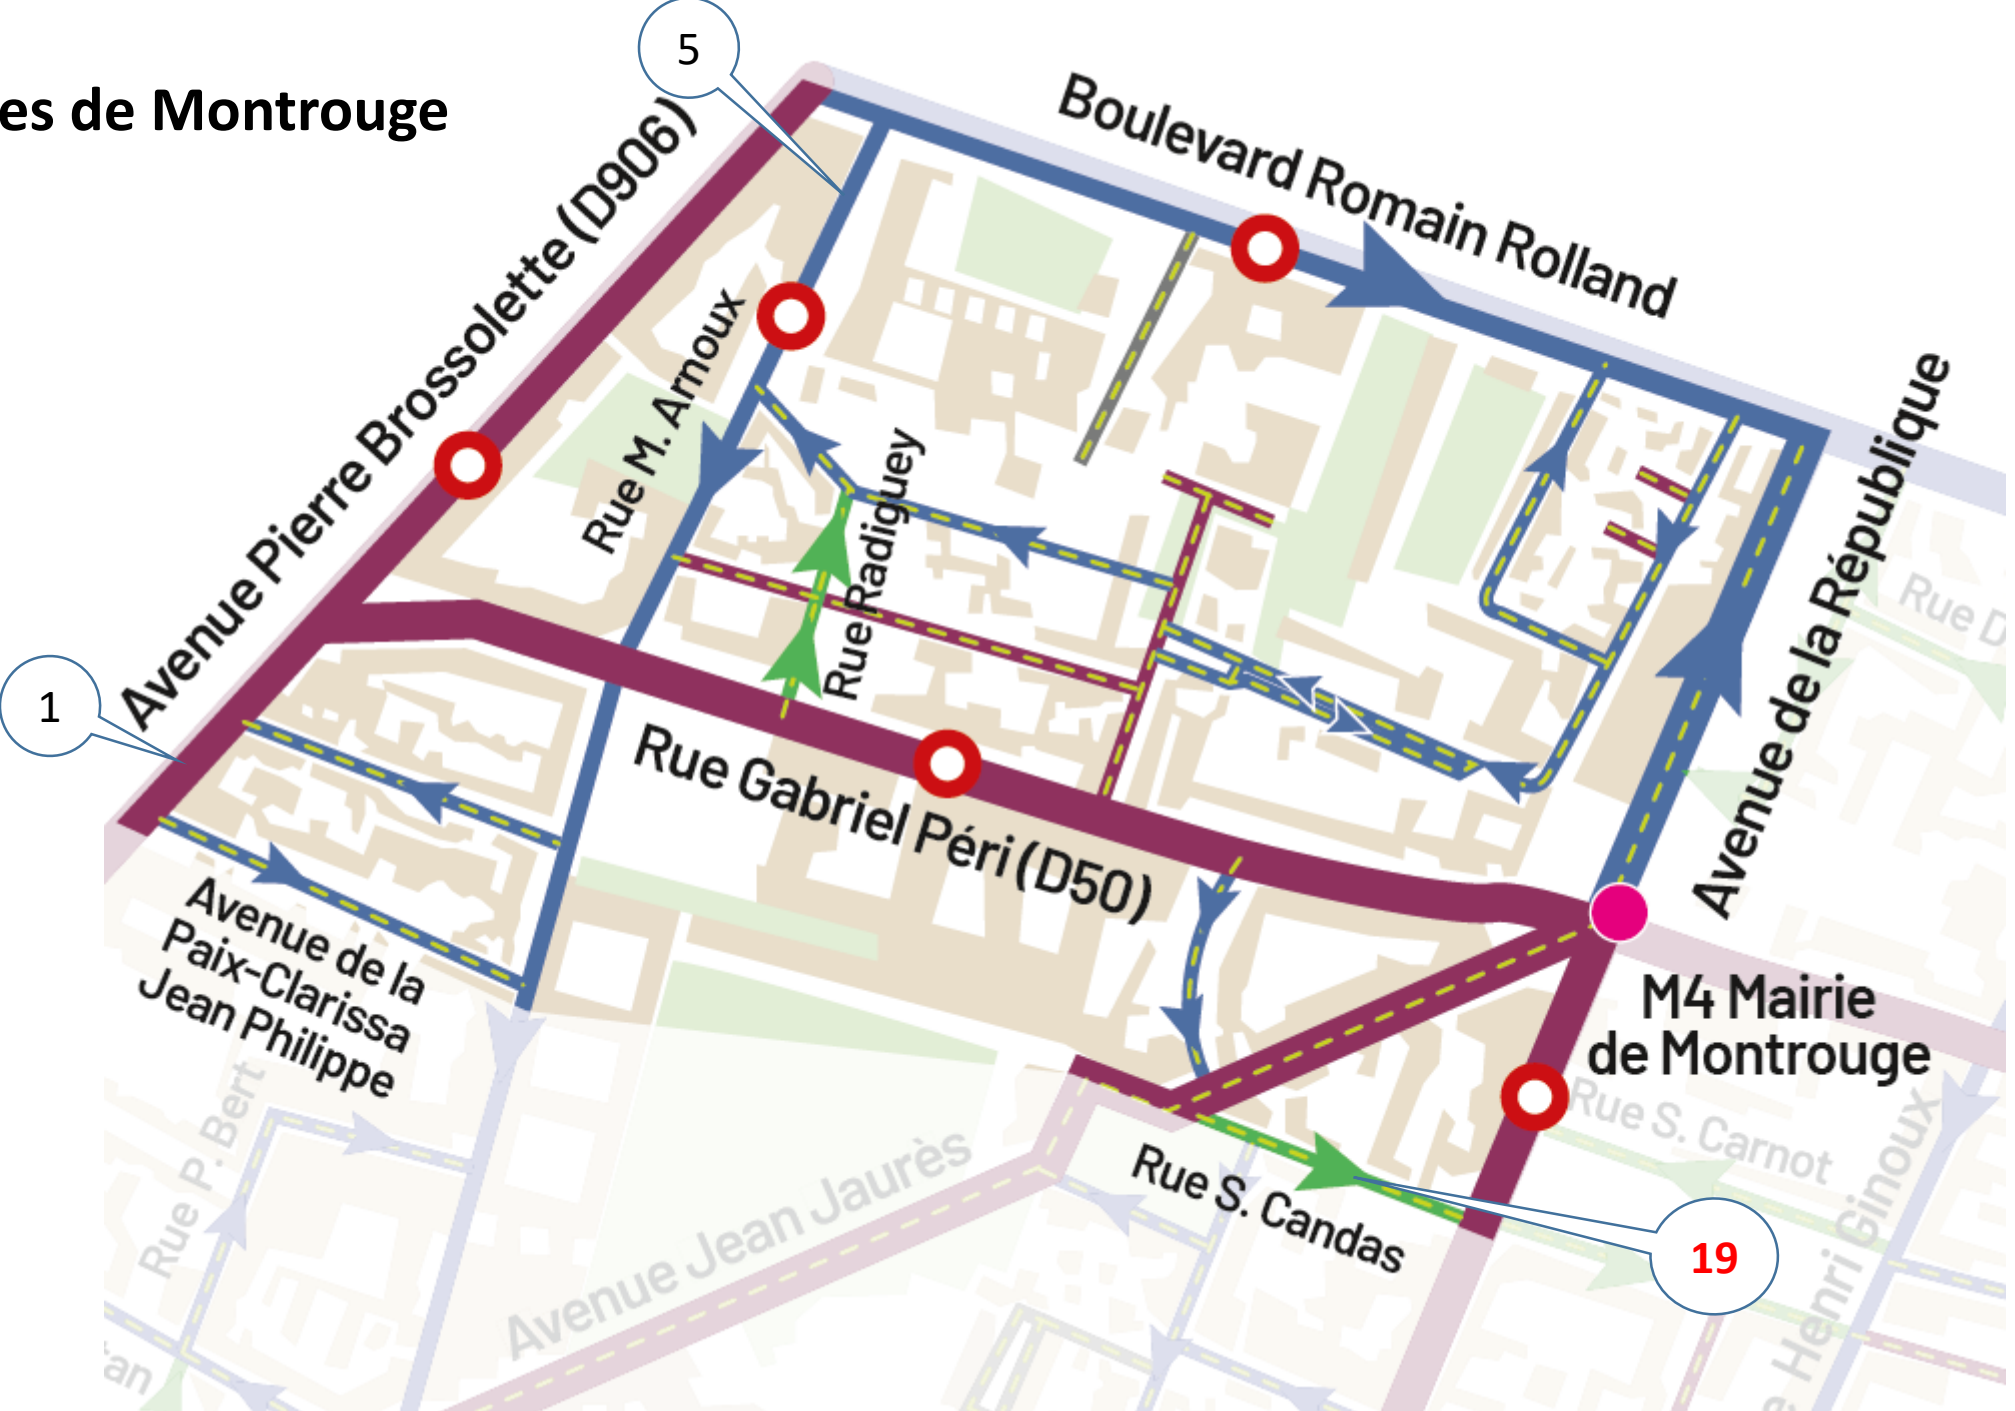 es de Montrouge
5
Boulevard Romain Rolland
Avenue Pierre Brossolette (D906)
Rue M. Arnoux
Rue Radiguey
Avenue de la République
Rue D
1
Rue Gabriel Péri (D50)
Avenue de la
Paix-Clarissa
Jean Philippe
M4 Mairie
de Montrouge
Rue S. Carnot
Rue P. Bert
Avenue Jean Jaurès
Rue S. Candas
19
e Henri Ginoux
tan